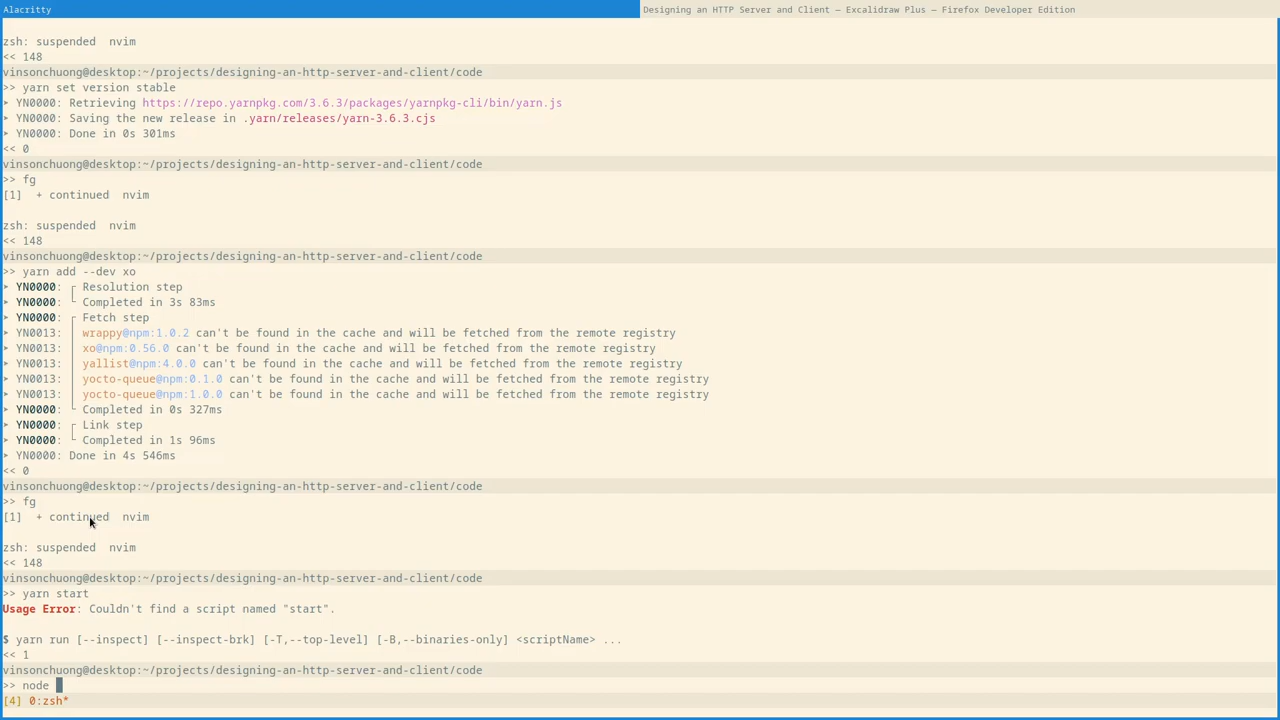 Alacritty
Designing an HTTP Server and Client — Excalidraw Plus — Firefox Developer Edition
zsh: suspended  nvim
<< 148
vinsonchuong@desktop:~/projects/designing-an-http-server-and-client/code
>> yarn set version stable
➤ YN0000: Retrieving https://repo.yarnpkg.com/3.6.3/packages/yarnpkg-cli/bin/yarn.js
➤ YN0000: Saving the new release in .yarn/releases/yarn-3.6.3.cjs
➤ YN0000: Done in 0s 301ms
<< 0
vinsonchuong@desktop:~/projects/designing-an-http-server-and-client/code
>> fg
[1]  + continued  nvim
zsh: suspended  nvim
<< 148
vinsonchuong@desktop:~/projects/designing-an-http-server-and-client/code
>> yarn add --dev xo
➤ YN0000: ┌ Resolution step
➤ YN0000: └ Completed in 3s 83ms
➤ YN0000: ┌ Fetch step
➤ YN0013: │ wrappy@npm:1.0.2 can't be found in the cache and will be fetched from the remote registry
➤ YN0013: │ xo@npm:0.56.0 can't be found in the cache and will be fetched from the remote registry
➤ YN0013: │ yallist@npm:4.0.0 can't be found in the cache and will be fetched from the remote registry
➤ YN0013: │ yocto-queue@npm:0.1.0 can't be found in the cache and will be fetched from the remote registry
➤ YN0013: │ yocto-queue@npm:1.0.0 can't be found in the cache and will be fetched from the remote registry
➤ YN0000: └ Completed in 0s 327ms
➤ YN0000: ┌ Link step
➤ YN0000: └ Completed in 1s 96ms
➤ YN0000: Done in 4s 546ms
<< 0
vinsonchuong@desktop:~/projects/designing-an-http-server-and-client/code
>> fg
[1]  + continued  nvim
zsh: suspended  nvim
<< 148
vinsonchuong@desktop:~/projects/designing-an-http-server-and-client/code
>> yarn start
Usage Error: Couldn't find a script named "start".
$ yarn run [--inspect] [--inspect-brk] [-T,--top-level] [-B,--binaries-only] <scriptName> ...
<< 1
vinsonchuong@desktop:~/projects/designing-an-http-server-and-client/code
>> node
[4] 0:zsh*